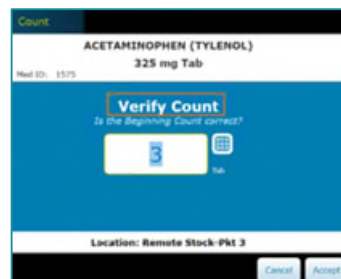 Count
ACETAMINOPHEN (TYLENOL)
325 mg Tab
Med ID: 1575
Verify Count
Is the Beginning Count correct?
3
Tab
Location: Remote Stock-Pkt 3
Cancel Accept